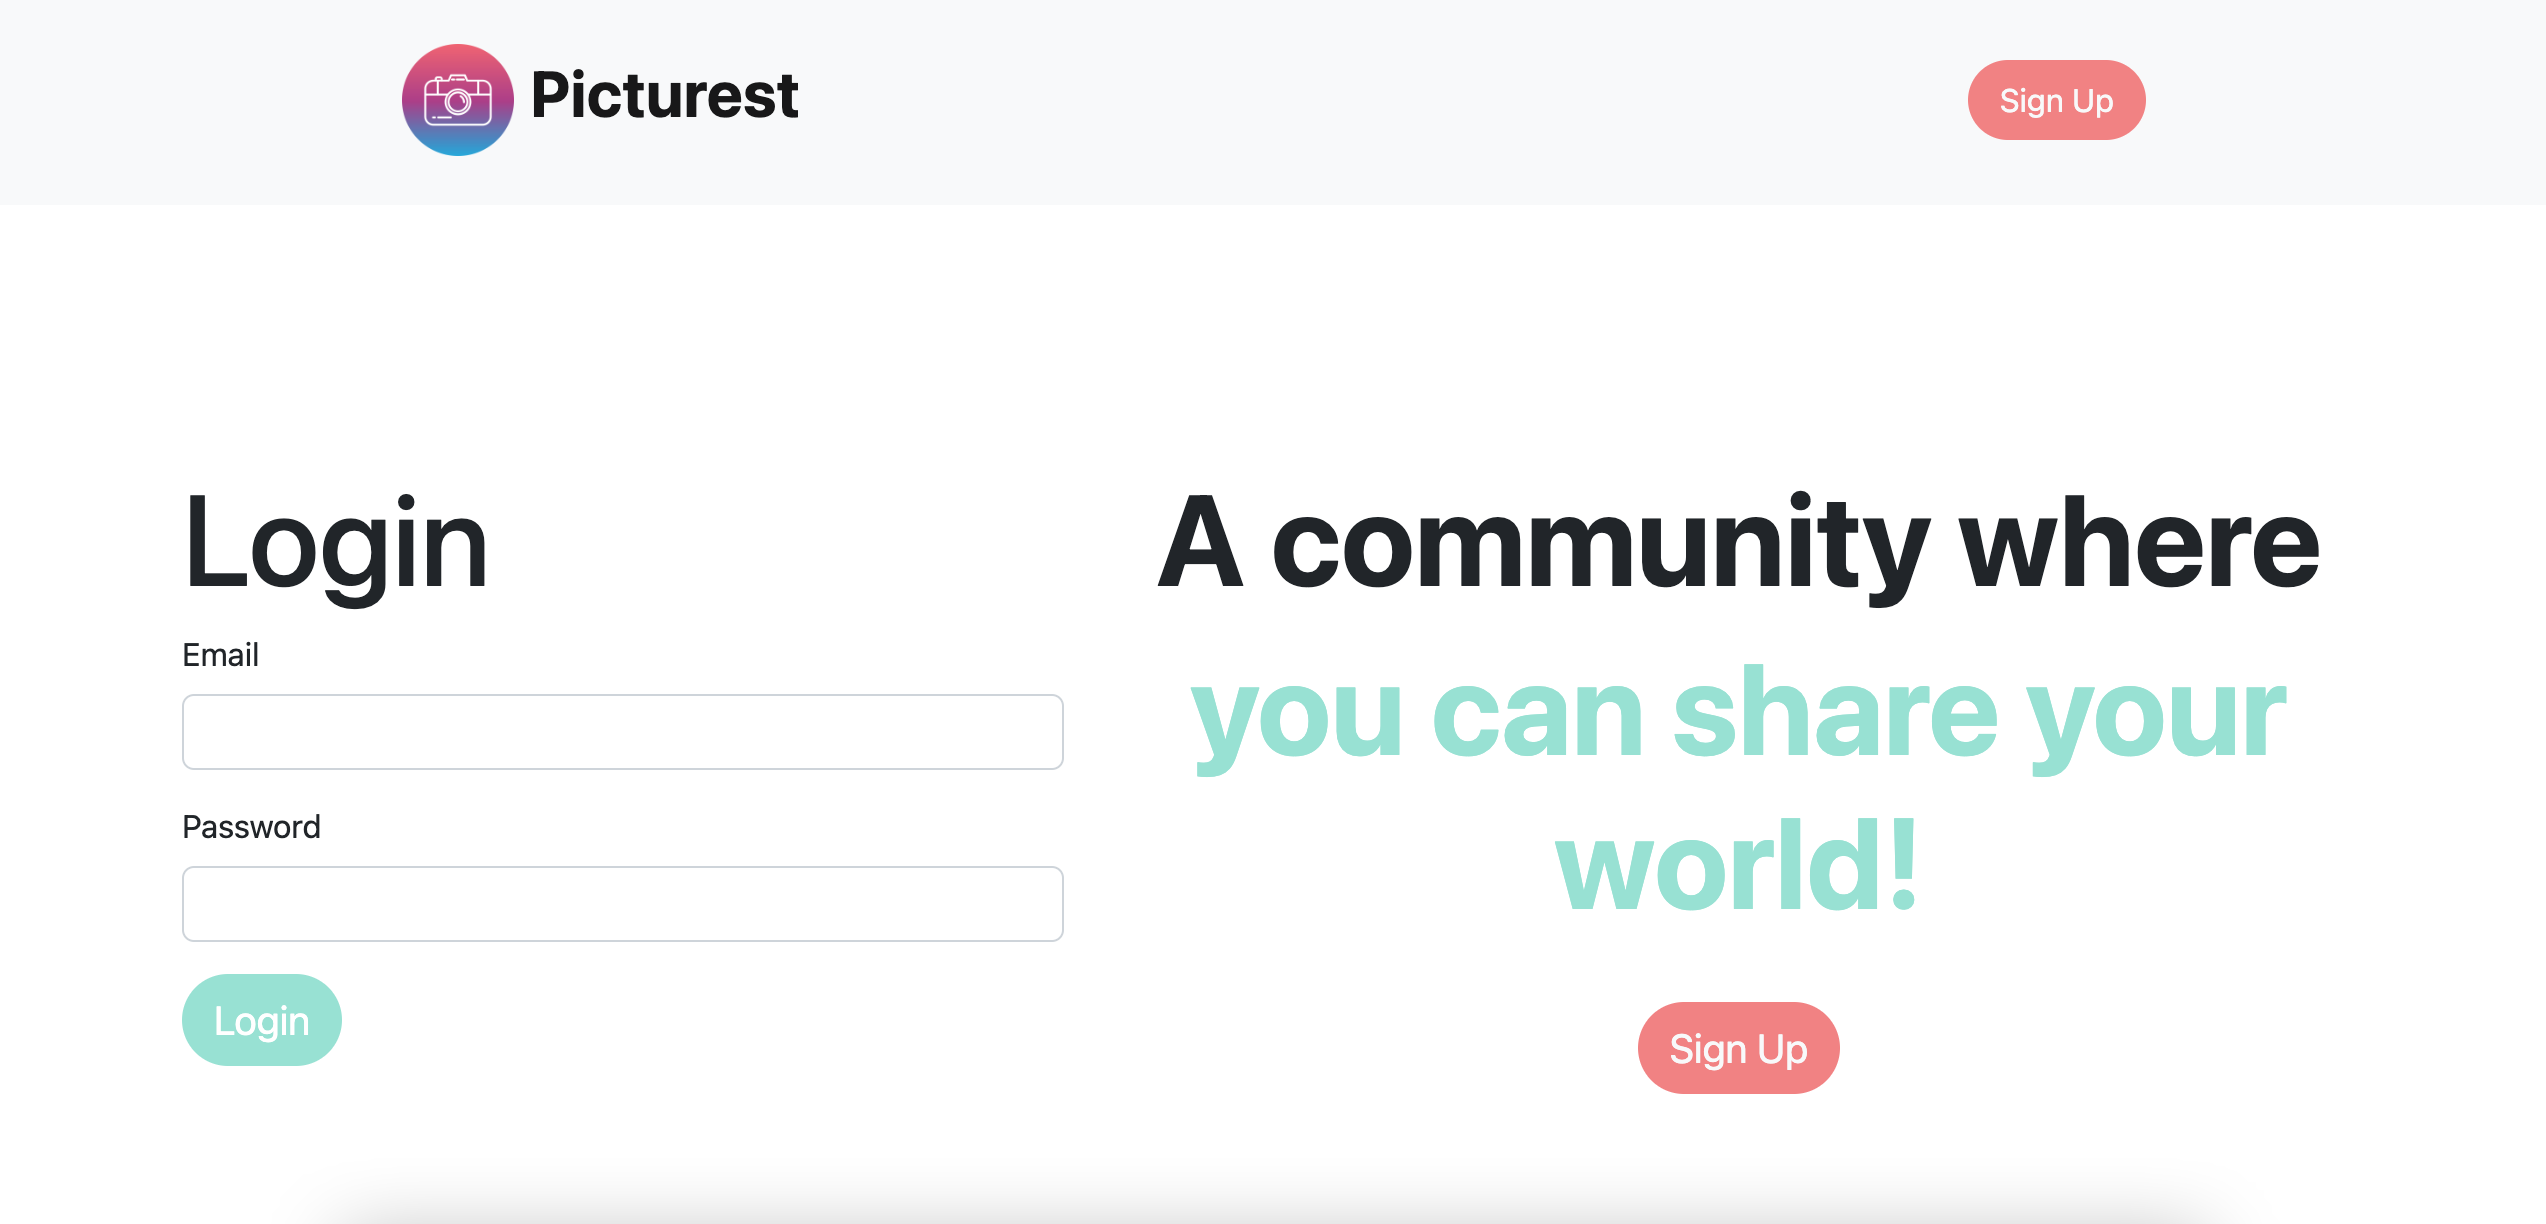 Picturest
Sign Up
Login
Email
Password
Login
A community where
you can share your
world!
Sign Up